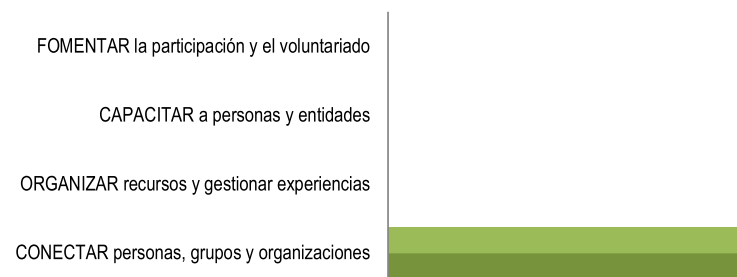 FOMENTAR la participación y el voluntariado
CAPACITAR a personas y entidades
ORGANIZAR recursos y gestionar experiencias
CONECTAR personas, grupos y organizaciones